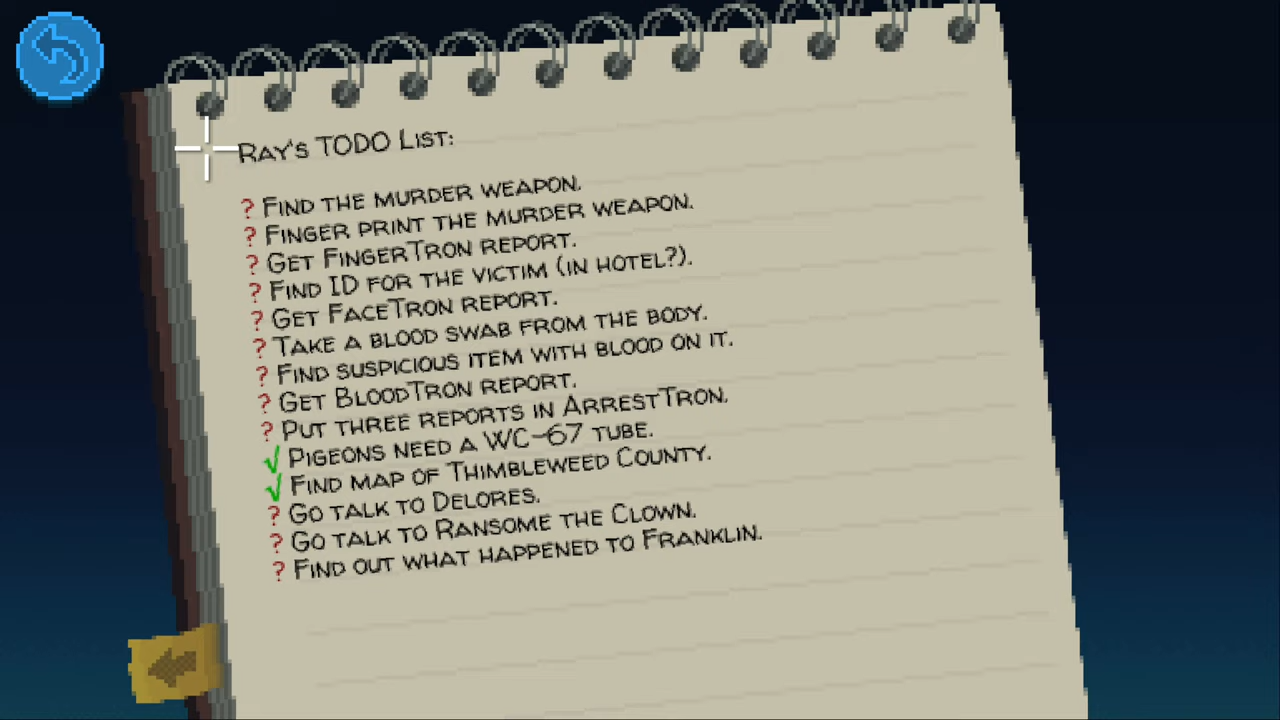 Ray's TODO List:
? Find the murder weapon.
? Finger print the murder weapon.
? Get FingerTron report.
? Find ID for the victim (in hotel?).
? Get FaceTron report.
? Take a blood swab from the body.
? Find suspicious item with blood on it.
? Get BloodTron report.
? Put three reports in ArrestTron.
√ Pigeons need a WC-67 tube.
√ Find map of Thimbleweed County.
? Go talk to Delores.
? Go talk to Ransome the Clown.
? Find out what happened to Franklin.